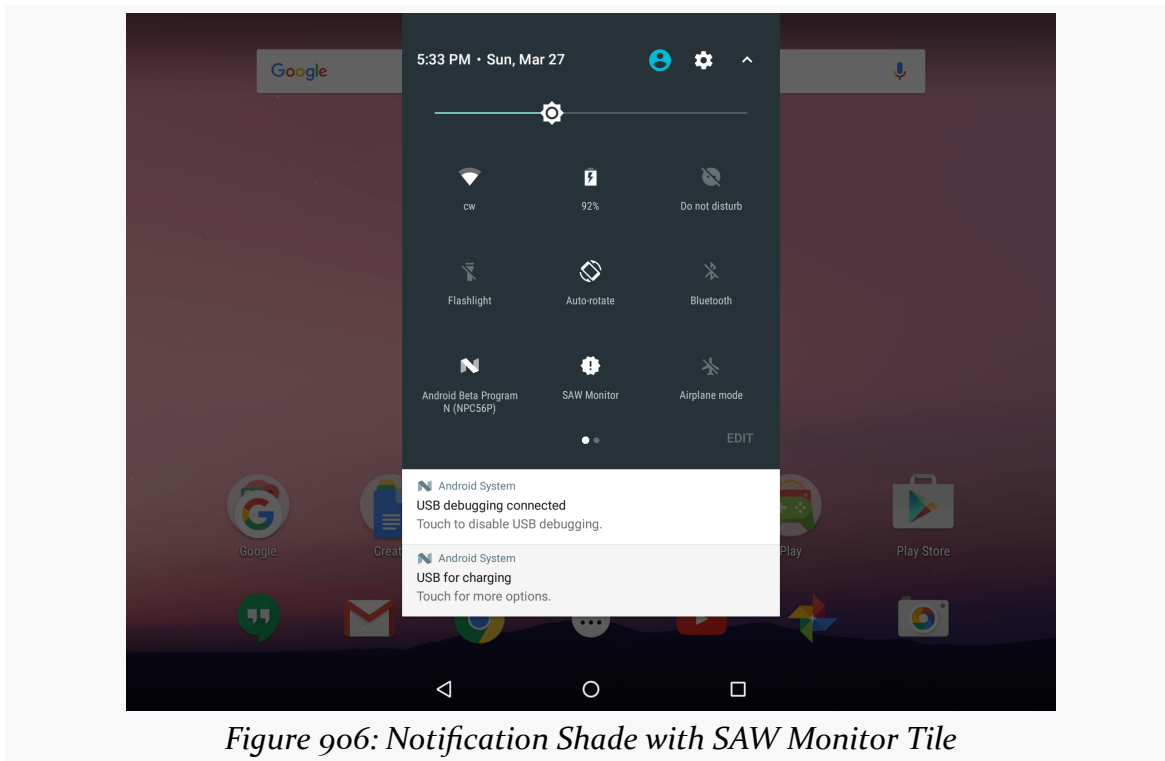 Google
5:33 PM • Sun, Mar 27
cw
92%
Do not disturb
Flashlight
Auto-rotate
Bluetooth
Android Beta Program
N (NPC56P)
SAW Monitor
Airplane mode
EDIT
Android System
USB debugging connected
Touch to disable USB debugging.
Android System
USB for charging
Touch for more options.
Google
Creat
Play
Play Store
Figure 906: Notification Shade with SAW Monitor Tile